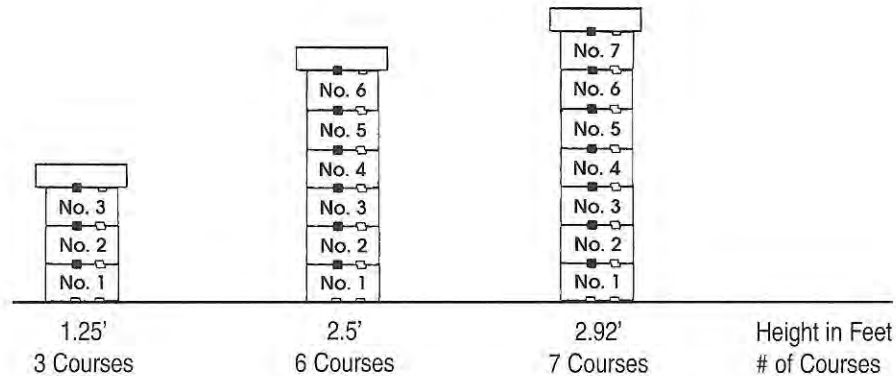 No. 7
No. 6
No. 6
No. 5
No. 5
No. 4
No. 4
No. 3
No. 3
No. 3
No. 2
No. 2
No. 2
No. 1
No. 1
No. 1
1.25’ 2.5’ 2.92’ Height in Feet
3 Courses 6 Courses 7 Courses # of Courses